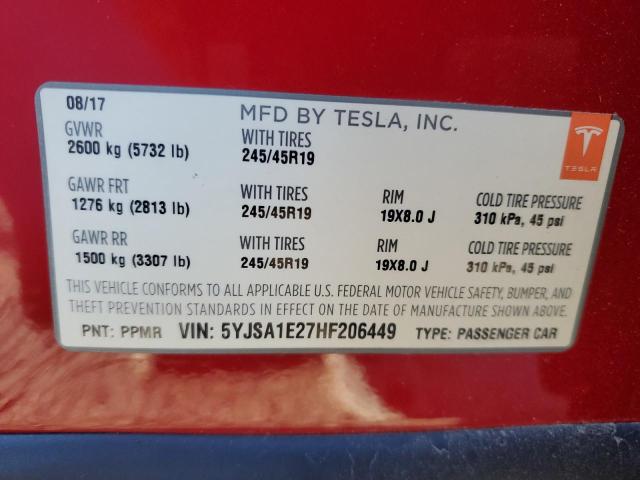 08/17
MFD BY TESLA, INC.
GVWR
2600 kg (5732 lb)
WITH TIRES
245/45R19
TESLA
GAWR FRT
1276 kg (2813 lb)
WITH TIRES
245/45R19
RIM
19X8.0 J
COLD TIRE PRESSURE
310 kPa, 45 psi
GAWR RR
1500 kg (3307 lb)
WITH TIRES
245/45R19
RIM
19X8.0 J
COLD TIRE PRESSURE
310 kPa, 45 psi
THIS VEHICLE CONFORMS TO ALL APPLICABLE U.S. FEDERAL MOTOR VEHICLE SAFETY, BUMPER, AND
THEFT PREVENTION STANDARDS IN EFFECT ON THE DATE OF MANUFACTURE SHOWN ABOVE.
PNT: PPMR VIN: 5YJSA1E27HF206449 TYPE: PASSENGER CAR